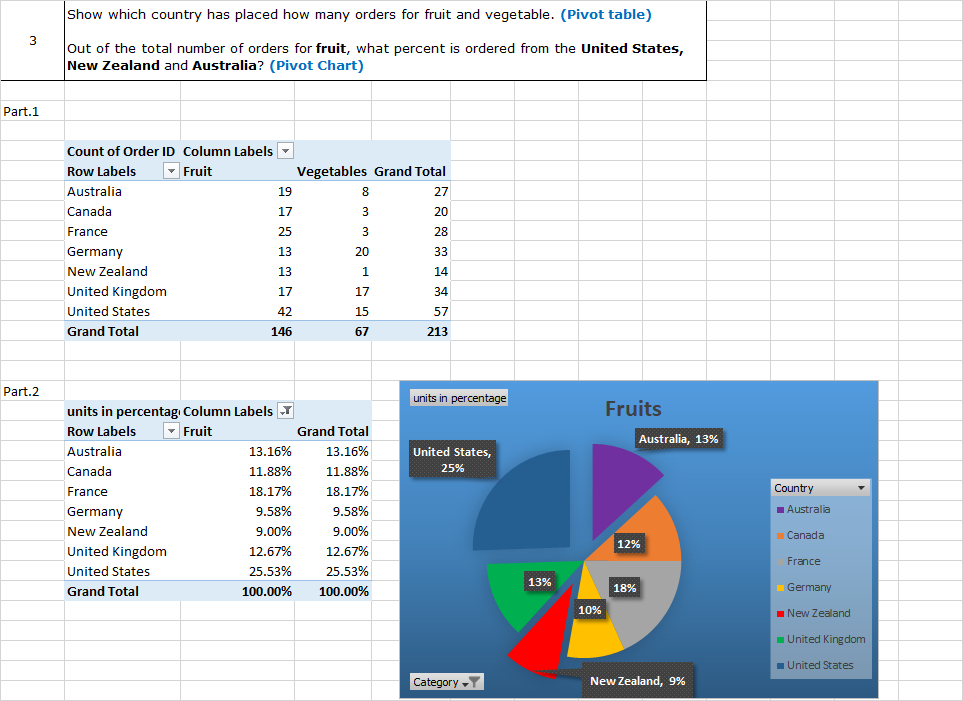 3
Show which country has placed how many orders for fruit and vegetable. (Pivot table)
Out of the total number of orders for fruit, what percent is ordered from the United States,
New Zealand and Australia? (Pivot Chart)
Part.1
Count of Order ID Column Labels
Row Labels Fruit Vegetables Grand Total
Australia 19 8 27
Canada 17 3 20
France 25 3 28
Germany 13 20 33
New Zealand 13 1 14
United Kingdom 17 17 34
United States 42 15 57
Grand Total 146 67 213
Part.2
units in percentag Column Labels
Row Labels Fruit Grand Total
Australia 13.16% 13.16%
Canada 11.88% 11.88%
France 18.17% 18.17%
Germany 9.58% 9.58%
New Zealand 9.00% 9.00%
United Kingdom 12.67% 12.67%
United States 25.53% 25.53%
Grand Total 100.00% 100.00%
units in percentage
Fruits
Australia, 13%
United States,
25%
12%
13%
18%
10%
New Zealand, 9%
Country
Australia
Canada
France
Germany
New Zealand
United Kingdom
United States
Category